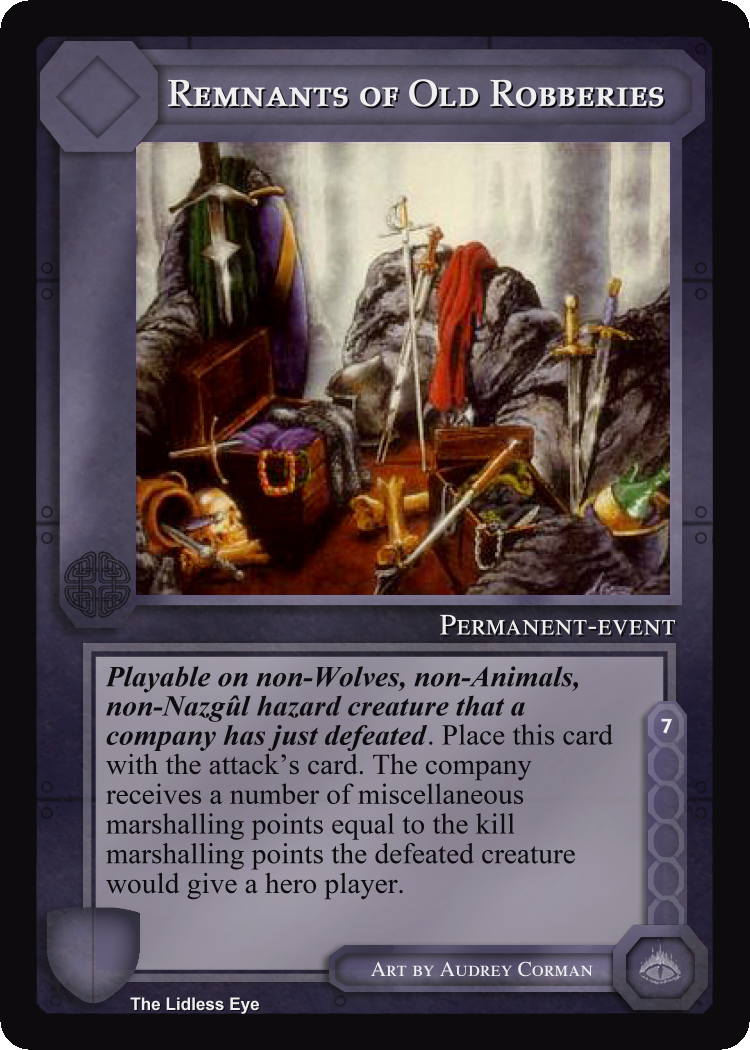 Remnants of Old Robberies
Permanent-event
Playable on non-Wolves, non-Animals,
non-Nazgûl hazard creature that a
company has just defeated. Place this card
with the attack’s card. The company
receives a number of miscellaneous
marshalling points equal to the kill
marshalling points the defeated creature
would give a hero player.
7
Art by Audrey Corman
The Lidless Eye